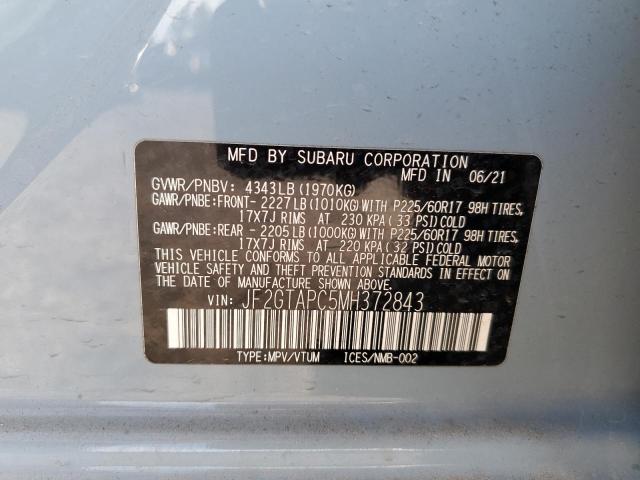 MFD BY SUBARU CORPORATION
GVWR/PNBV: 4343LB (1970KG) MFD IN 06/21
GAWR/PNBE:FRONT- 2227LB (1010KG) WITH P225/60R17 98H TIRES,
17X7J RIMS AT 230 KPA (33 PSI) COLD
GAWR/PNBE:REAR - 2205LB (1000KG) WITH P225/60R17 98H TIRES,
17X7J RIMS AT 220 KPA (32 PSI) COLD
THIS VEHICLE CONFORMS TO ALL APPLICABLE FEDERAL MOTOR
VEHICLE SAFETY AND THEFT PREVENTION STANDARDS IN EFFECT ON
THE DATE OF MANUFACTURE SHOWN ABOVE.
VIN: JF2GTAPC5MH372843
TYPE:MPV/VTUM ICES/NMB-002